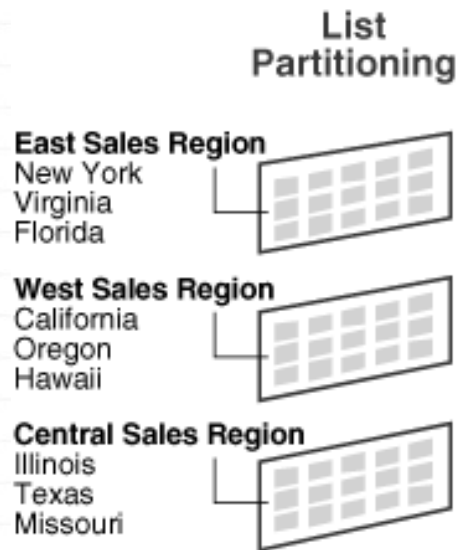 List
Partitioning
East Sales Region
New York
Virginia
Florida
West Sales Region
California
Oregon
Hawaii
Central Sales Region
Illinois
Texas
Missouri